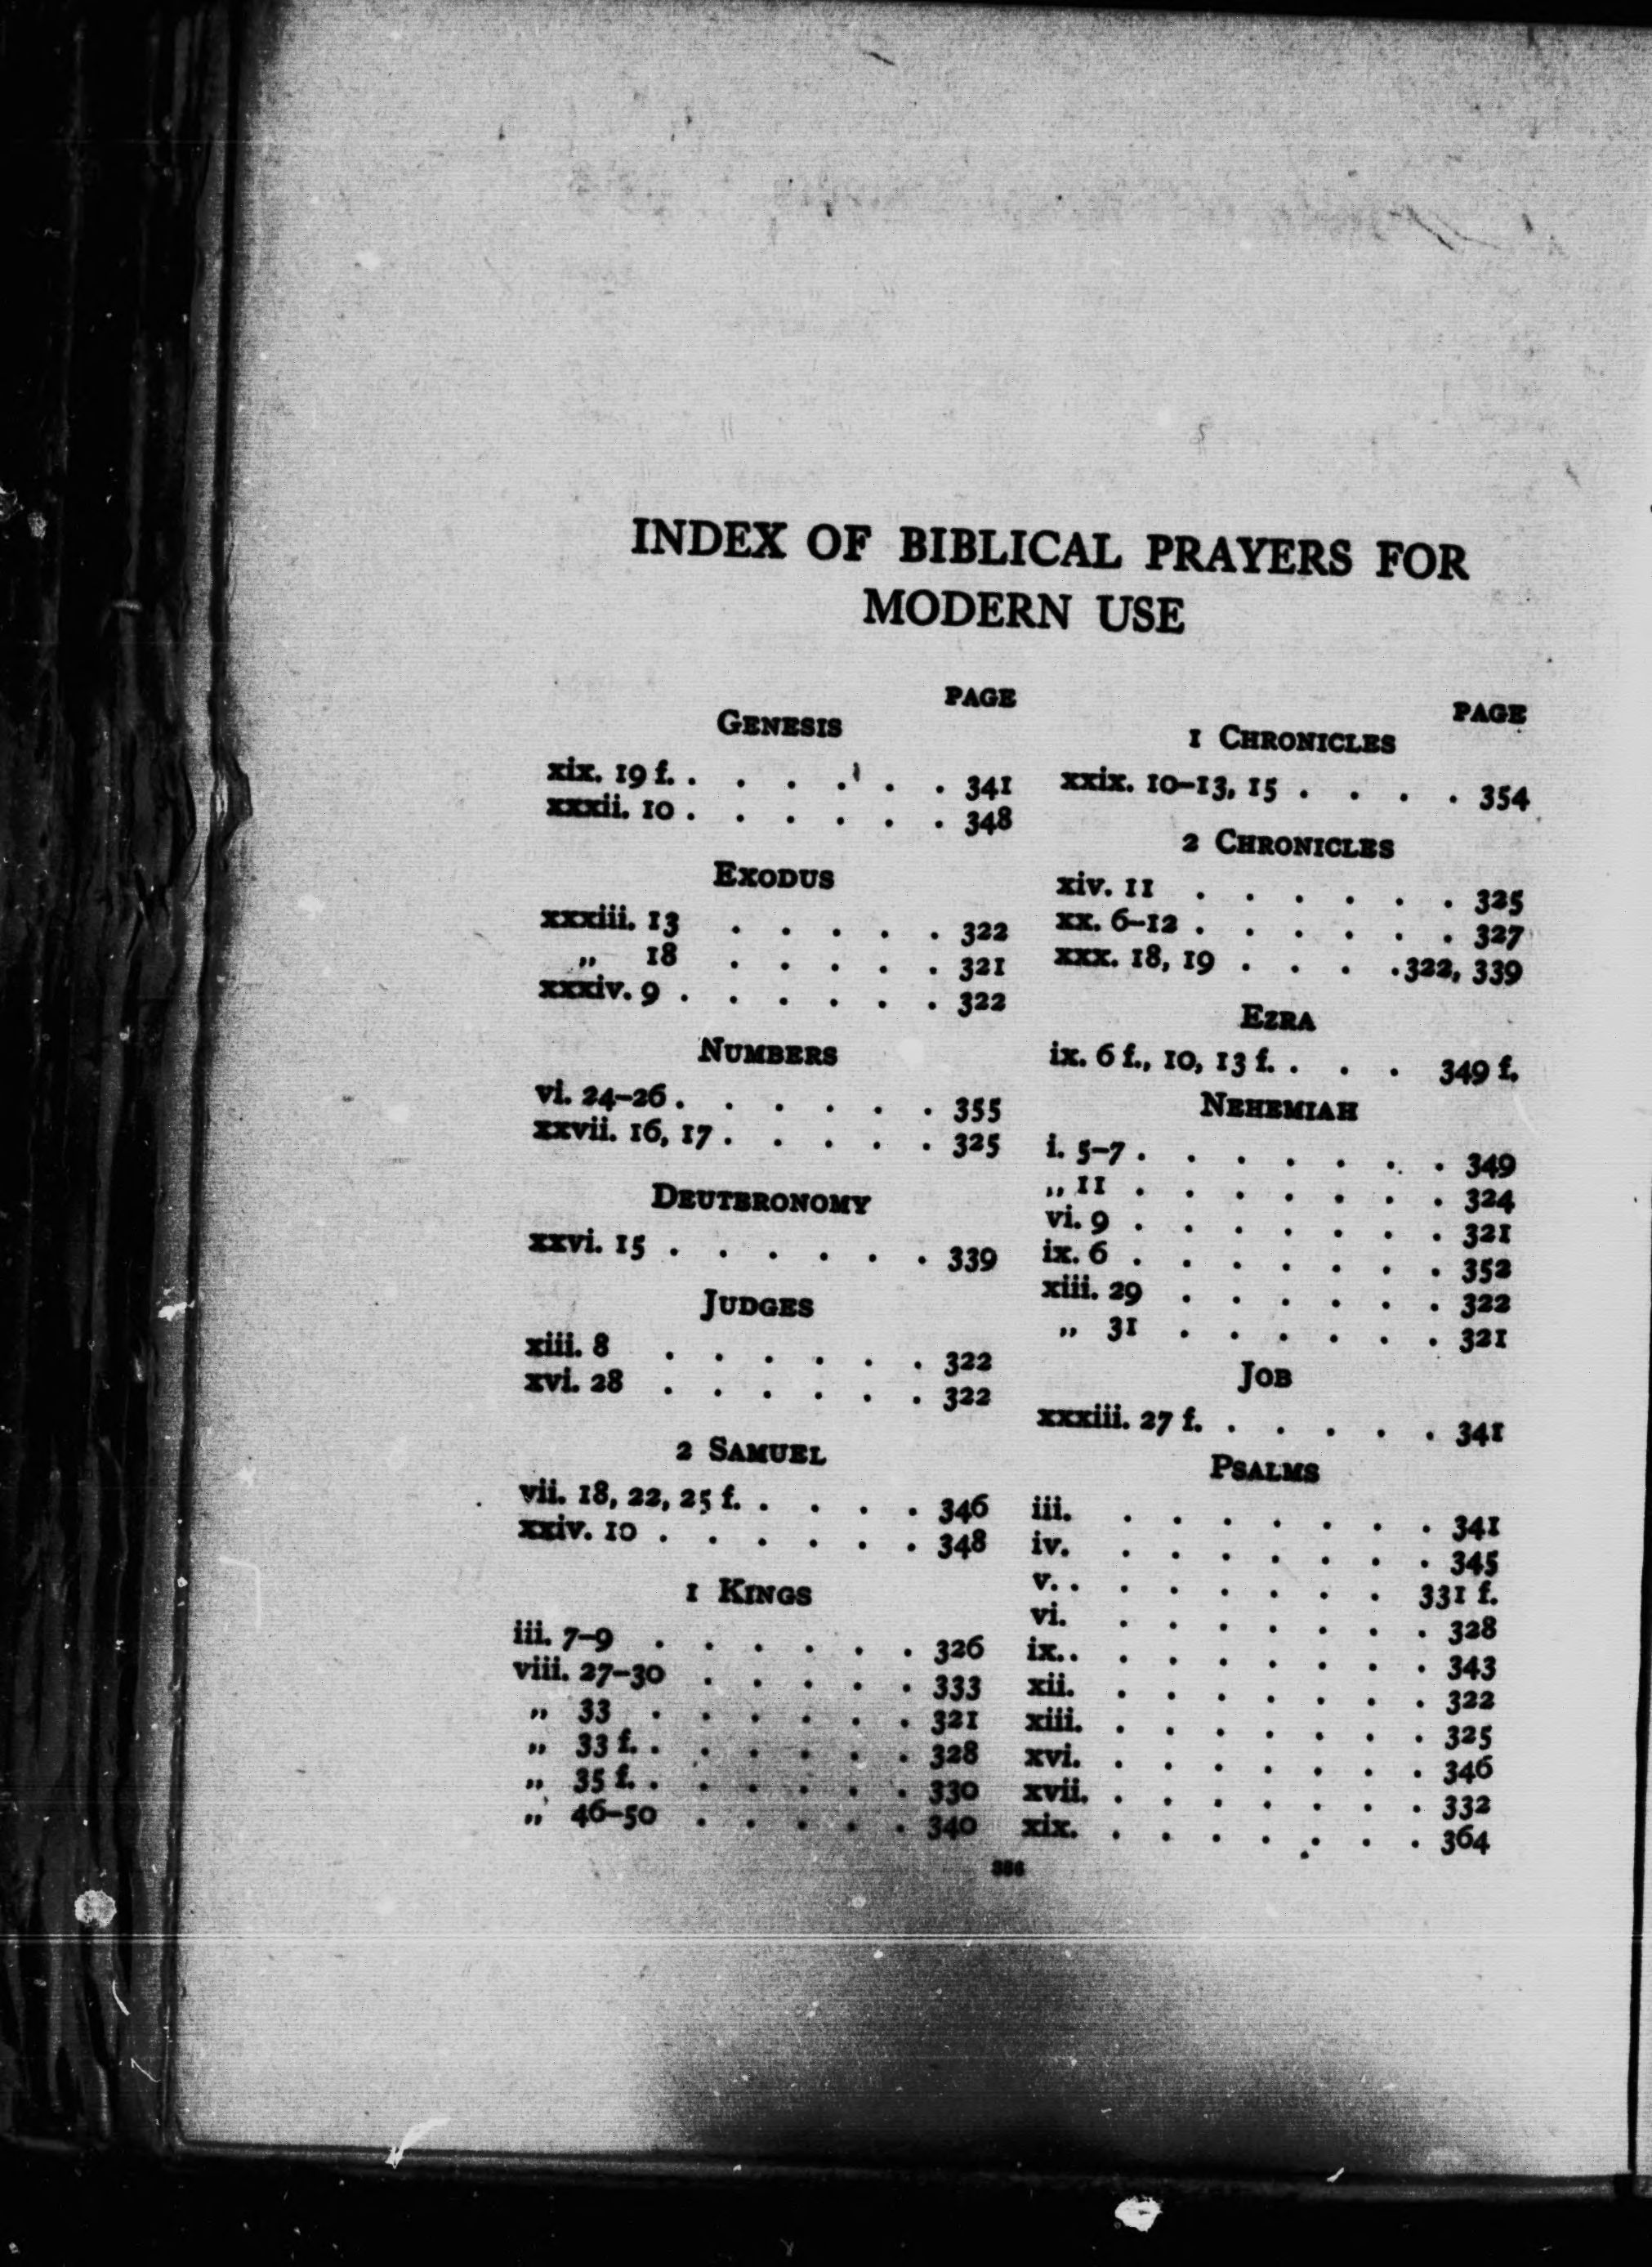 INDEX OF BIBLICAL PRAYERS FOR
MODERN USE
PAGE
GENESIS
xix. 19 f. . . . . . . 341
xxxii. 10 . . . . . . 348
EXODUS
xxxiii. 13 . . . . . 322
„ 18 . . . . . 321
xxxiv. 9 . . . . . . 322
NUMBERS
vi. 24–26 . . . . . . 355
xxvii. 16, 17 . . . . . 325
DEUTERONOMY
xxvi. 15 . . . . . . 339
JUDGES
xiii. 8 . . . . . . 322
xvi. 28 . . . . . . 322
2 SAMUEL
vii. 18, 22, 25 f. . . . . 346
xxiv. 10 . . . . . . 348
1 KINGS
iii. 7–9 . . . . . . 326
viii. 27–30 . . . . . 333
„ 33 . . . . . . 321
„ 33 f. . . . . . . 328
„ 35 f. . . . . . . 330
„ 46–50 . . . . . 340
PAGE
1 CHRONICLES
xxix. 10–13, 15 . . . . 354
2 CHRONICLES
xiv. 11 . . . . . . 325
xx. 6–12 . . . . . . 327
xxx. 18, 19 . . . . 322, 339
EZRA
ix. 6 f., 10, 13 f. . . . 349 f.
NEHEMIAH
i. 5–7 . . . . . . . 349
„ 11 . . . . . . . 324
vi. 9 . . . . . . . 321
ix. 6 . . . . . . . 352
xiii. 29 . . . . . . 322
„ 31 . . . . . . 321
JOB
xxxiii. 27 f. . . . . . 341
PSALMS
iii. . . . . . . . 341
iv. . . . . . . . 345
v. . . . . . . . 331 f.
vi. . . . . . . . 328
ix. . . . . . . . . 343
xii. . . . . . . . 322
xiii. . . . . . . . 325
xvi. . . . . . . . 346
xvii. . . . . . . . 332
xix. . . . . . . . 364